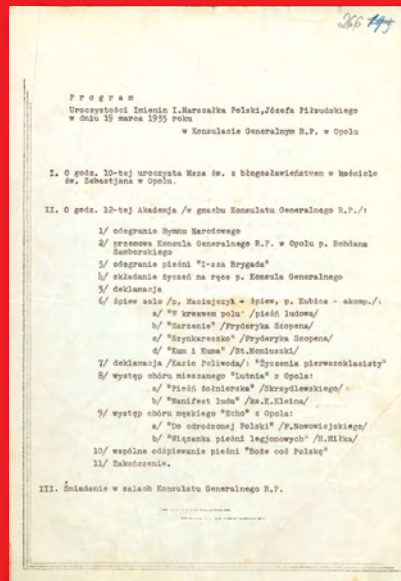 266 149
Program
Uroczystości Imienin I.Marszałka Polski,Józefa Piłsudskiego
w dniu 19 marca 1935 roku
w Konsulacie Generalnym R.P. w Opolu
I. O godz. 10-tej uroczysta Msza św. z błogosławieństwem w kościele
św. Sebastjana w Opolu.
II. O godz. 12-tej Akademja /w gmachu Konsulatu Generalnego R.P./:
1/ odegranie Hymnu Narodowego
2/ przemowa Konsula Generalnego R.P. w Opolu p. Bohdana
Samborskiego
3/ odegranie pieśni "I-sza Brygada"
4/ składanie życzeń na ręce p. Konsula Generalnego
5/ deklamacja
6/ śpiew solo /p. Maciejczyk - śpiew, p. Kubica - akomp./:
a/ "W krwawem polu" /pieśń ludowa/
b/ "Marzenie" /Fryderyka Szopena/
c/ "Szynkareczko" /Fryderyka Szopena/
d/ "Kum i Kuma" /St.Moniuszki/
7/ deklamacja /Kazio Poliwoda/: "Życzenia pierwszoklasisty"
8/ występ chóru mieszanego "Lutnia" z Opola:
a/ "Pieśń żołnierska" /Skrzydlewskiego/
b/ "Manifest ludu" /ks.K.Kleina/
9/ występ chóru męskiego "Echo" z Opola:
a/ "Do odrodzonej Polski" /F.Nowowiejskiego/
b/ "Wiązanka pieśni legjonowych" /H.Miłka/
10/ wspólne odśpiewanie pieśni "Boże coś Polskę"
11/ Zakończenie.
III. Śniadanie w salach Konsulatu Generalnego R.P.